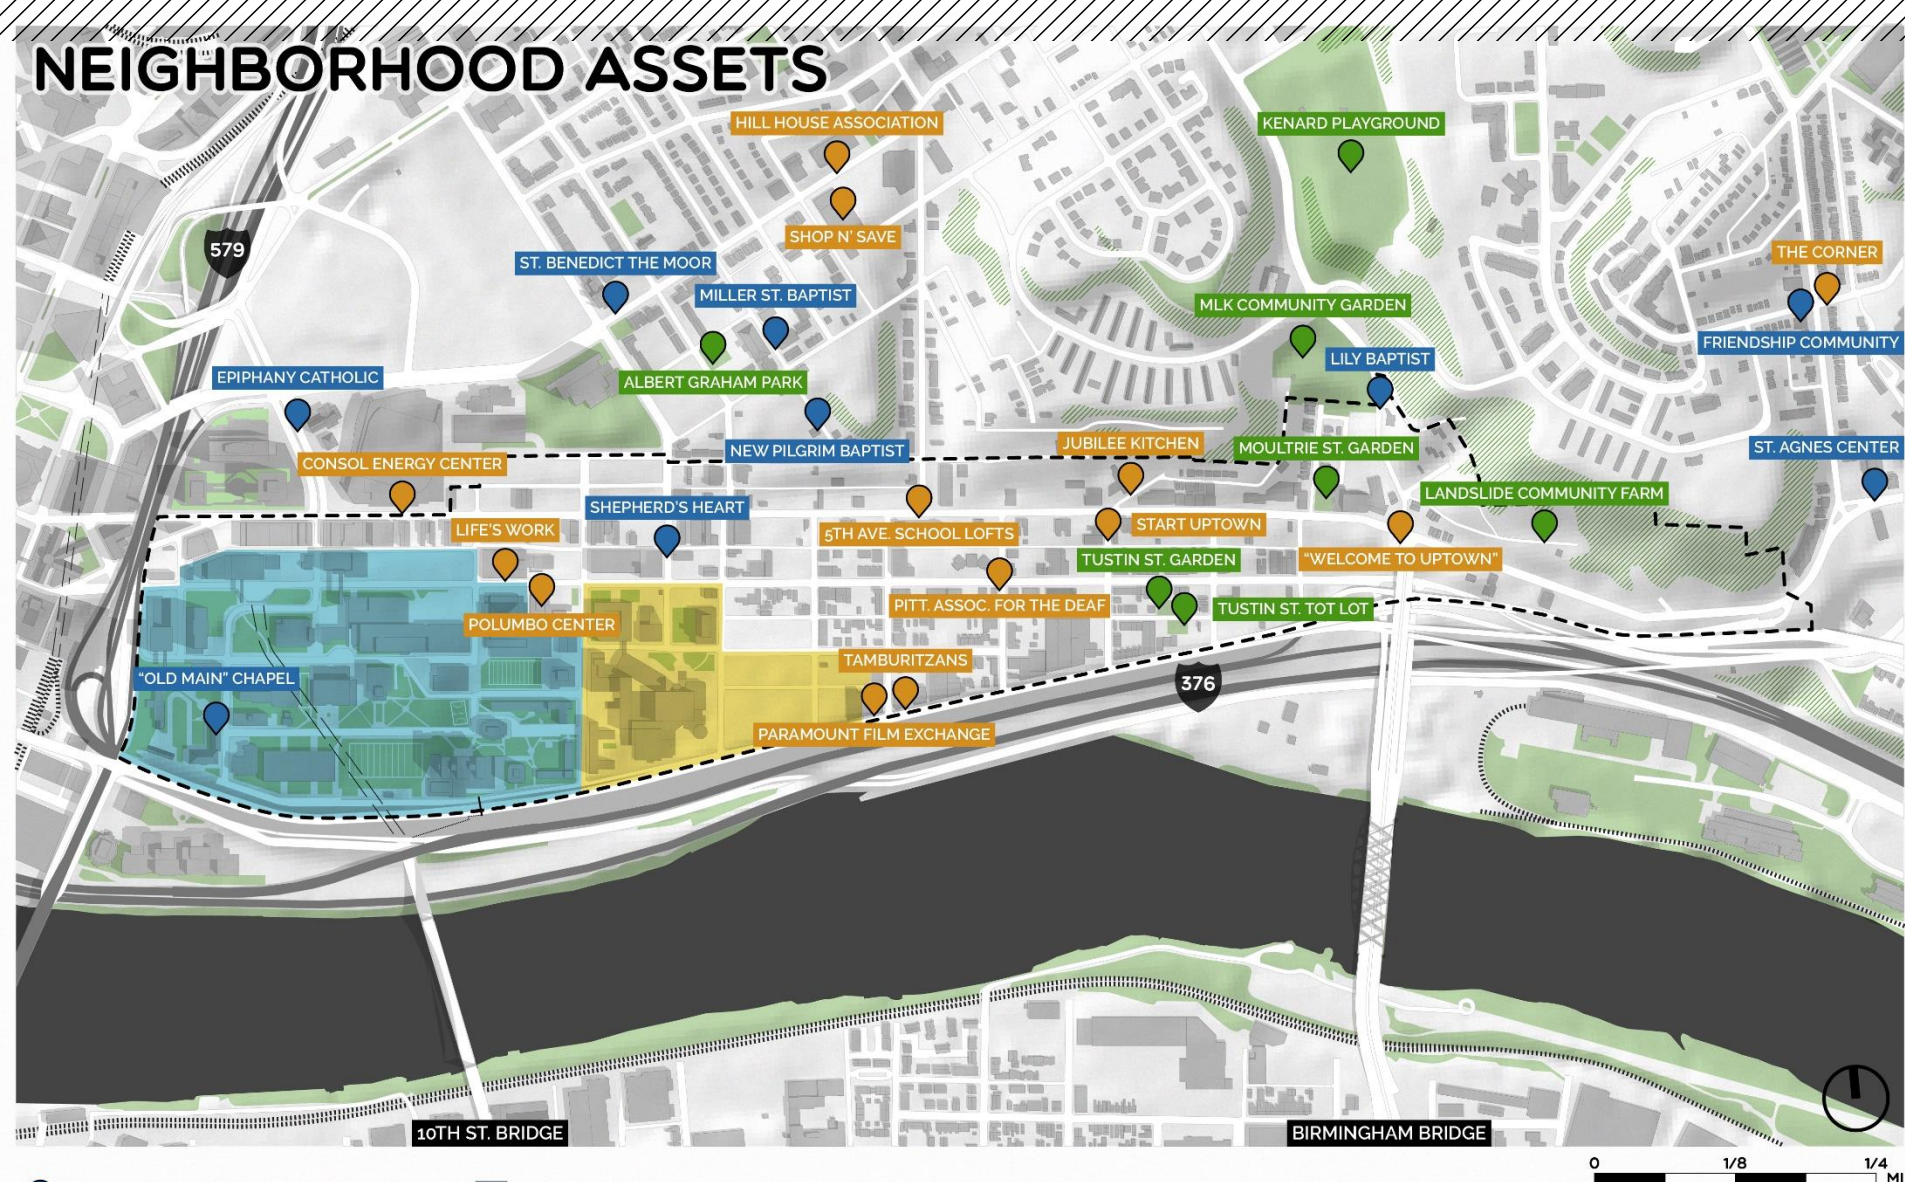 NEIGHBORHOOD ASSETS
HILL HOUSE ASSOCIATION
KENARD PLAYGROUND
SHOP N' SAVE
579
THE CORNER
ST. BENEDICT THE MOOR
MILLER ST. BAPTIST
MLK COMMUNITY GARDEN
FRIENDSHIP COMMUNITY
LILY BAPTIST
EPIPHANY CATHOLIC
ALBERT GRAHAM PARK
JUBILEE KITCHEN
NEW PILGRIM BAPTIST
MOULTRIE ST. GARDEN
ST. AGNES CENTER
CONSOL ENERGY CENTER
LANDSLIDE COMMUNITY FARM
SHEPHERD'S HEART
LIFE'S WORK
5TH AVE. SCHOOL LOFTS
START UPTOWN
TUSTIN ST. GARDEN
"WELCOME TO UPTOWN"
PITT. ASSOC. FOR THE DEAF
TUSTIN ST. TOT LOT
POLUMBO CENTER
TAMBURITZANS
"OLD MAIN" CHAPEL
376
PARAMOUNT FILM EXCHANGE
10TH ST. BRIDGE
BIRMINGHAM BRIDGE
0 1/8 1/4
MI